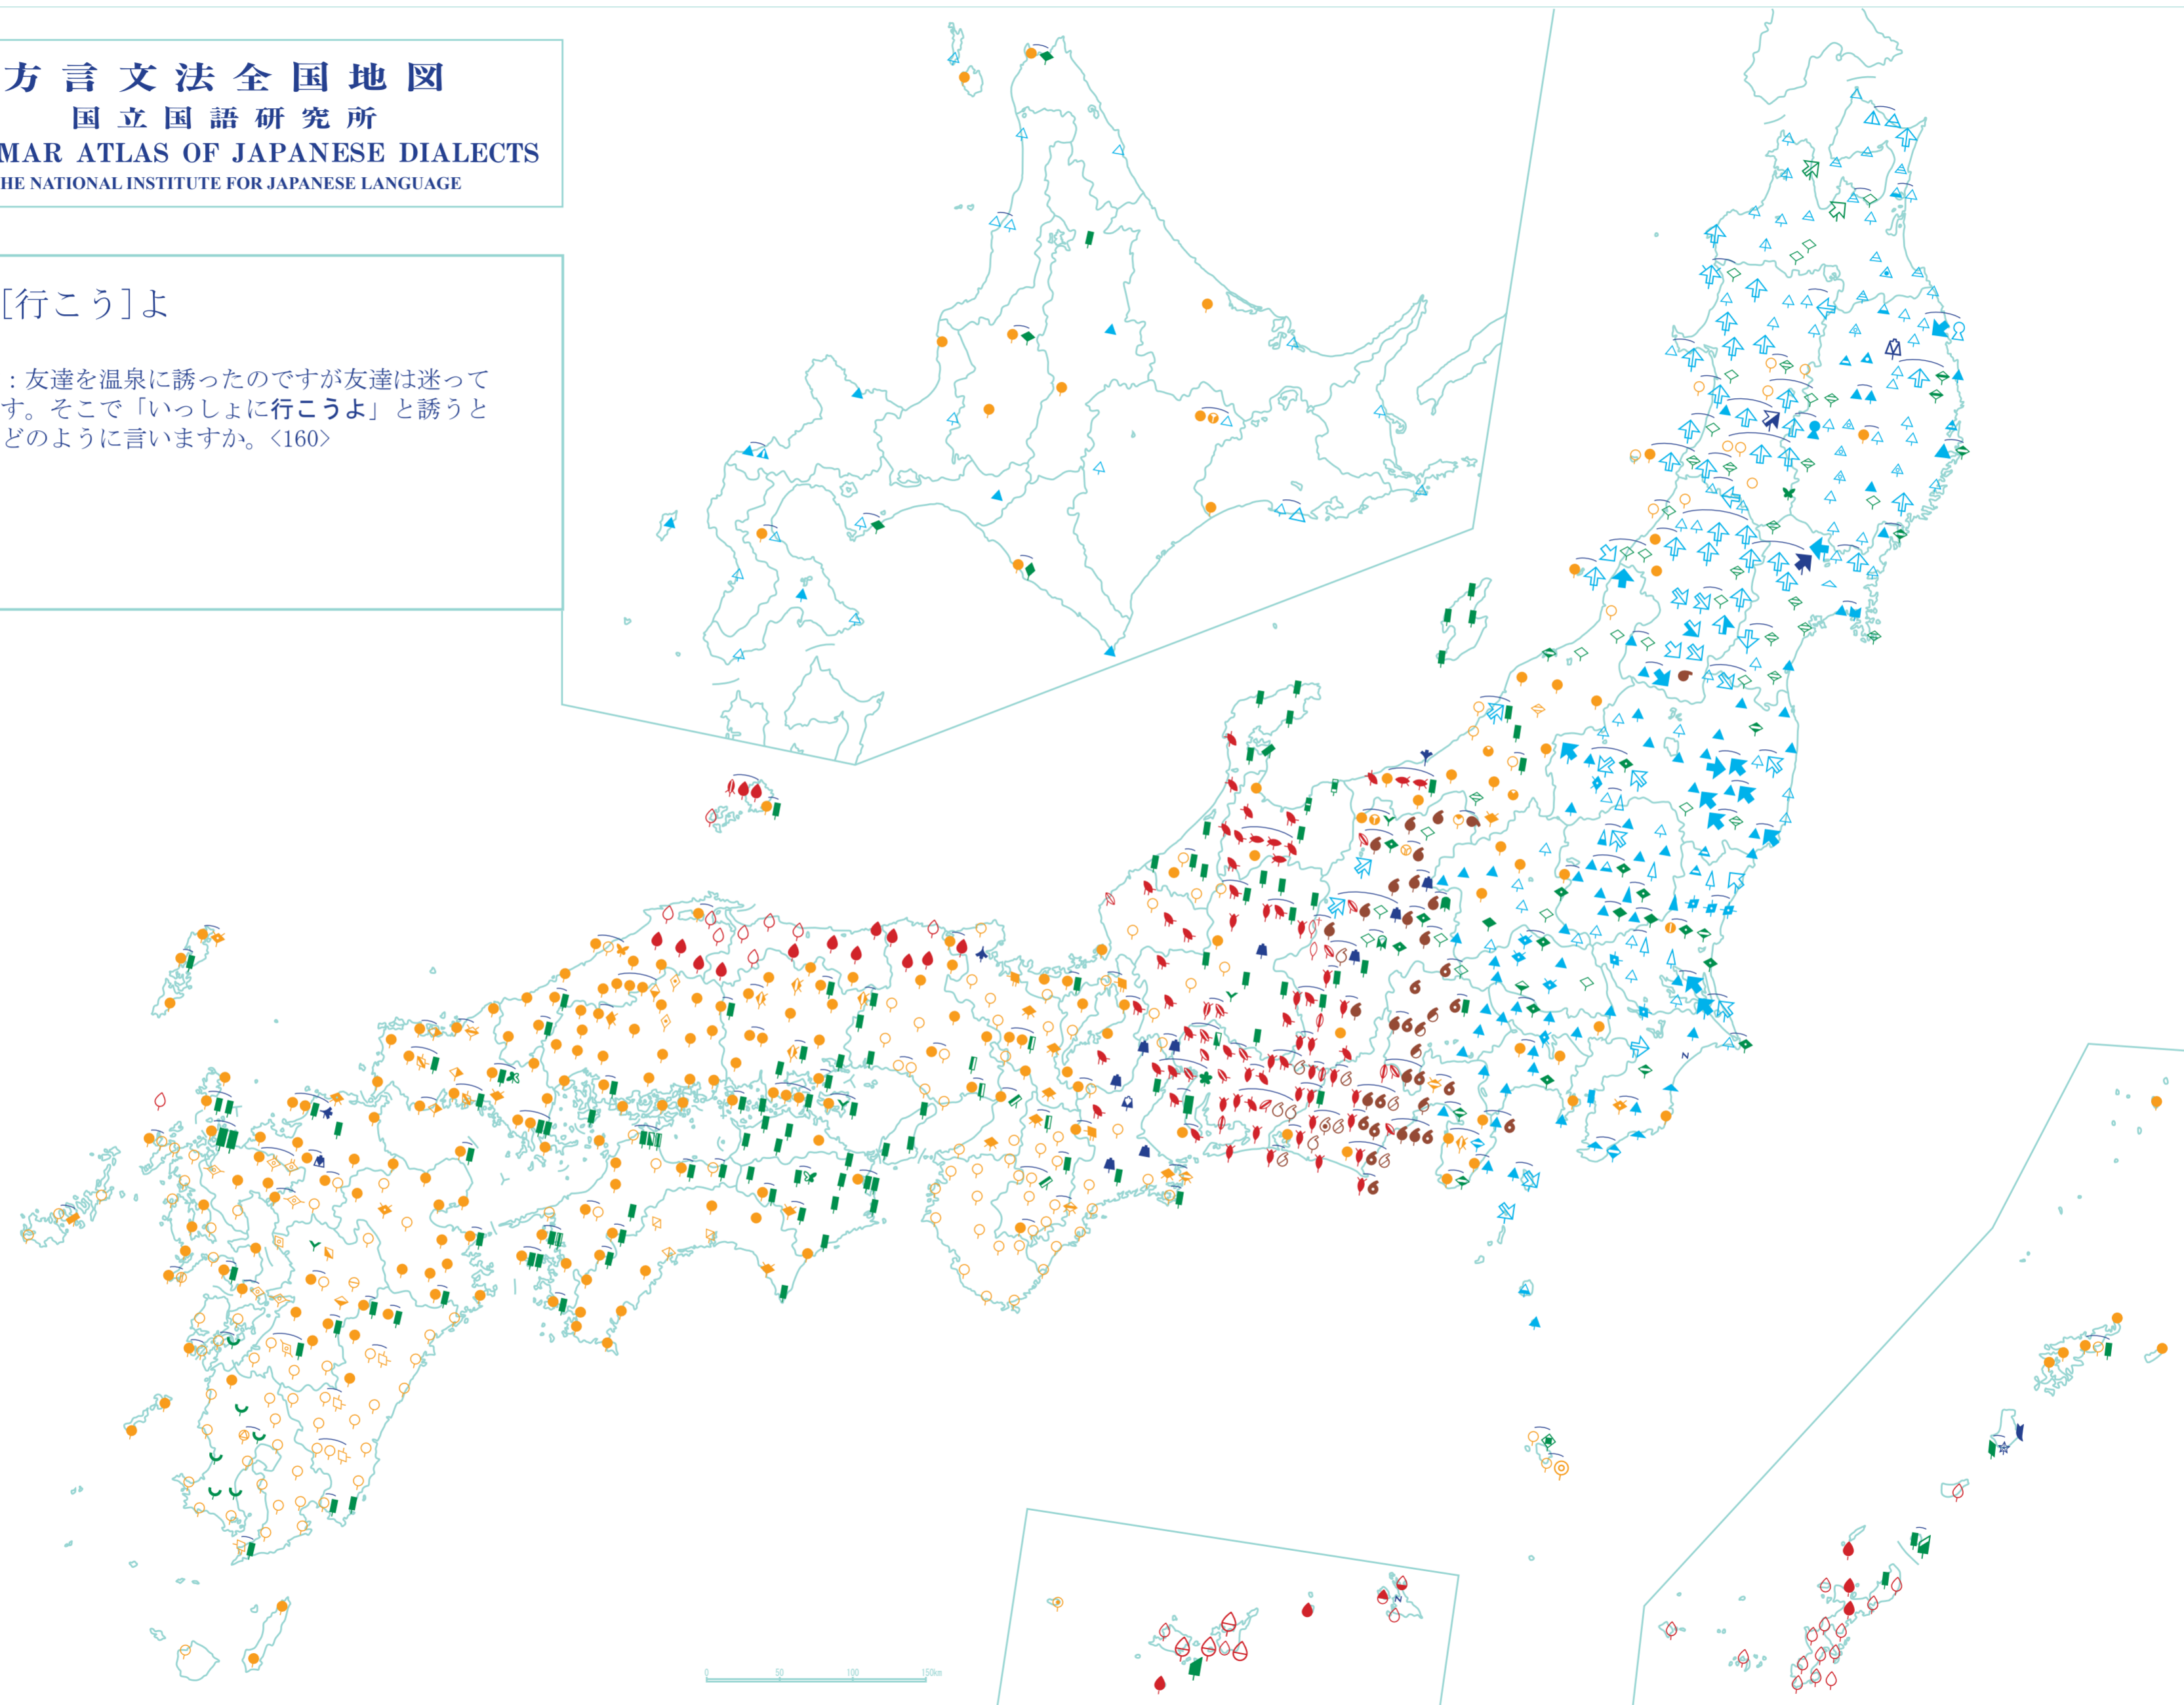 方言文法全国地図
国立国語研究所
MAR ATLAS OF JAPANESE DIALECTS
HE NATIONAL INSTITUTE FOR JAPANESE LANGUAGE
[行こう]よ
：友達を温泉に誘ったのですが友達は迷って
す。そこで「いっしょに行こうよ」と誘うと
どのように言いますか。<160>
N
N
0 50 100 150km